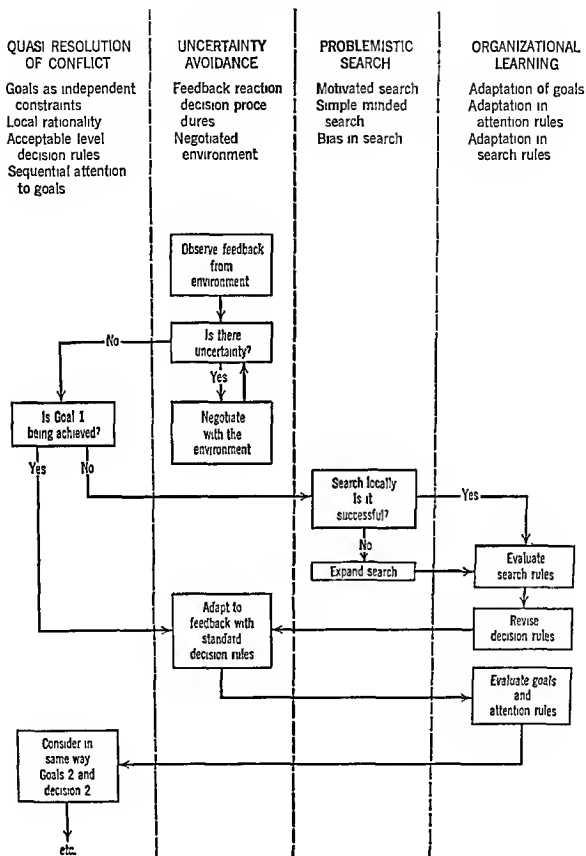 QUASI RESOLUTION
OF CONFLICT
Goals as independent
constraints
Local rationality
Acceptable level
decision rules
Sequential attention
to goals
UNCERTAINTY
AVOIDANCE
Feedback reaction
decision proce
dures
Negotiated
environment
PROBLEMISTIC
SEARCH
Motivated search
Simple minded
search
Bias in search
ORGANIZATIONAL
LEARNING
Adaptation of goals
Adaptation in
attention rules
Adaptation in
search rules
Observe feedback
from
environment
Is there
uncertainty?
No
Yes
Negotiate
with the
environment
Is Goal I
being achieved?
Yes
No
Search locally
Is it
successful?
Yes
No
Expand search
Evaluate
search rules
Adapt to
feedback with
standard
decision rules
Revise
decision rules
Evaluate goals
and
attention rules
Consider in
same way
Goals 2 and
decision 2
etc.